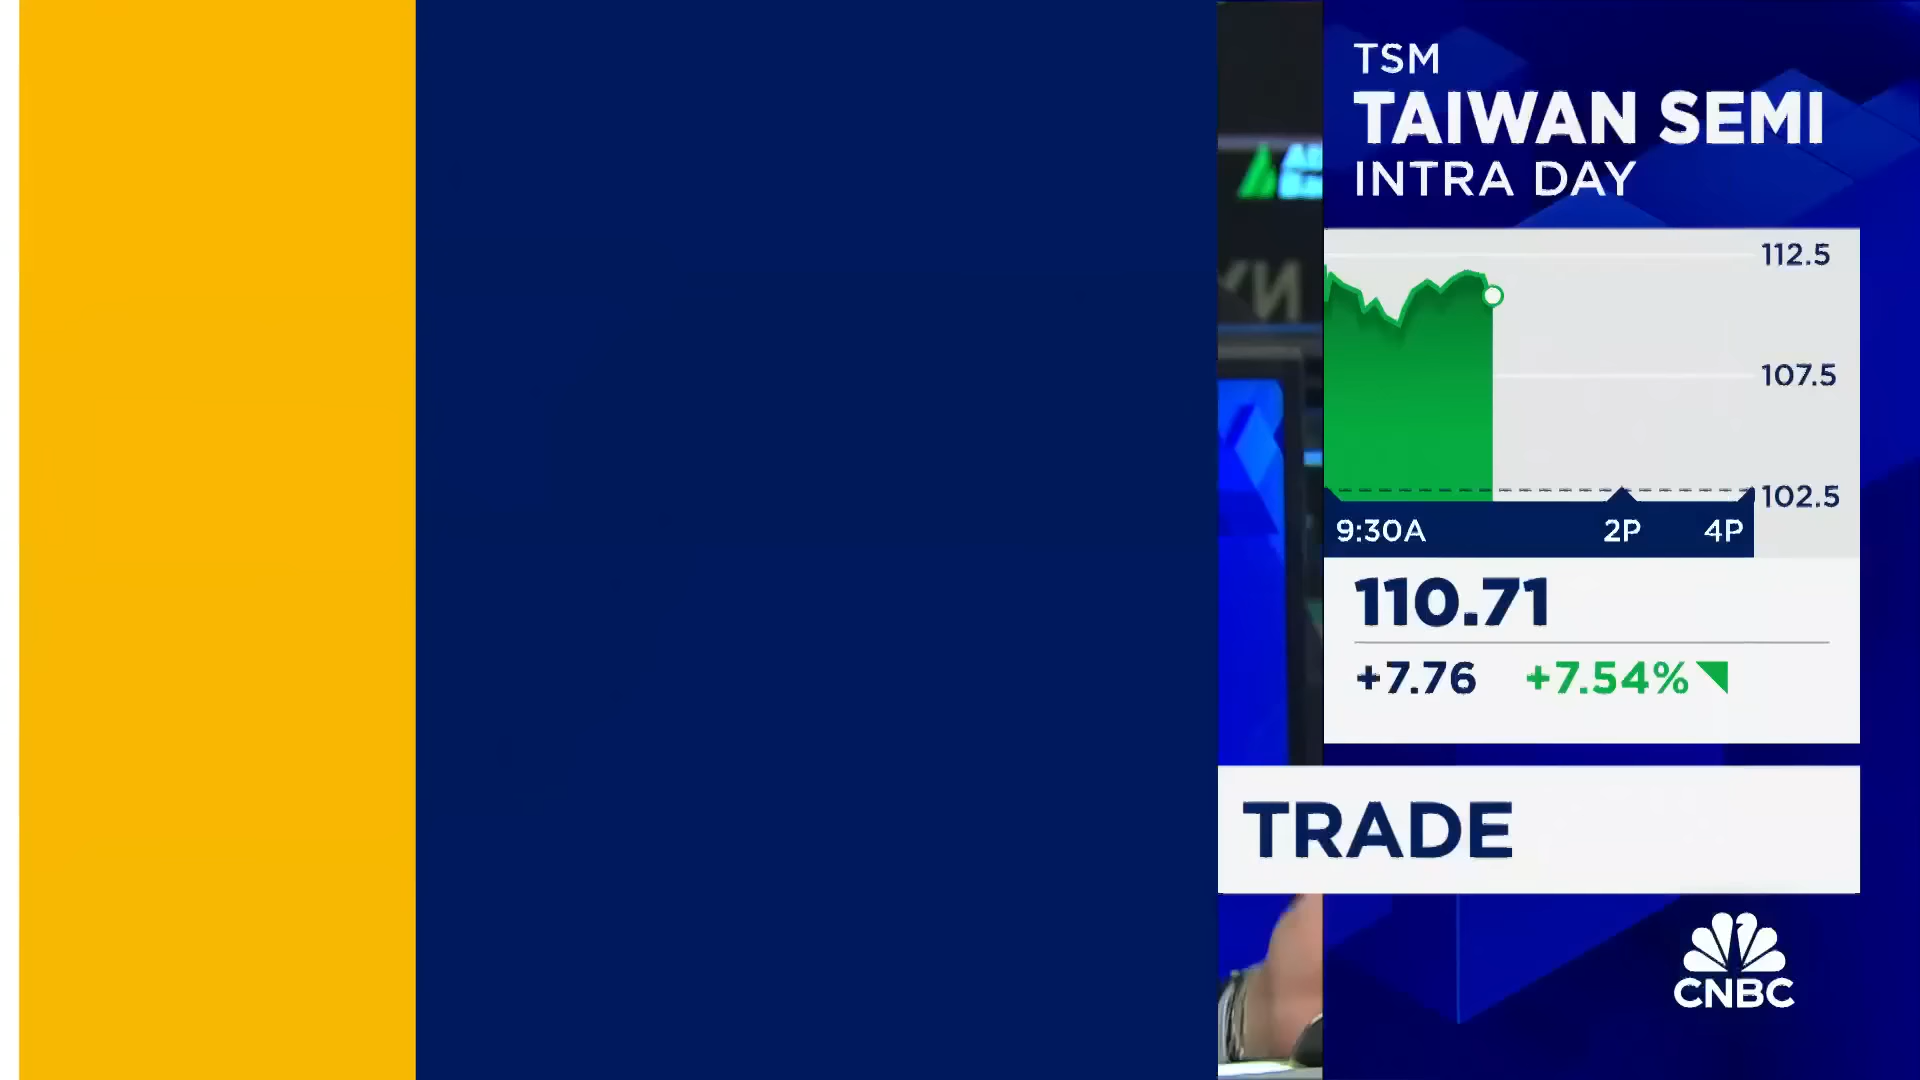 TSM
TAIWAN SEMI
INTRA DAY
112.5
107.5
102.5
9:30A 2P 4P
110.71
+7.76 +7.54%
TRADE
CNBC